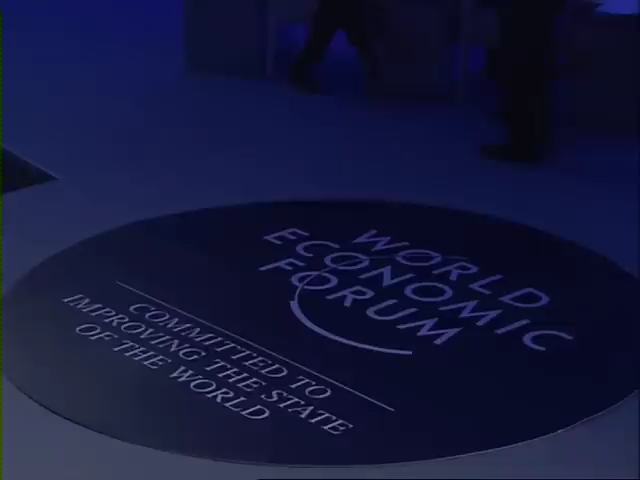 WORLD
ECONOMIC
FORUM
COMMITTED TO
IMPROVING THE STATE
OF THE WORLD